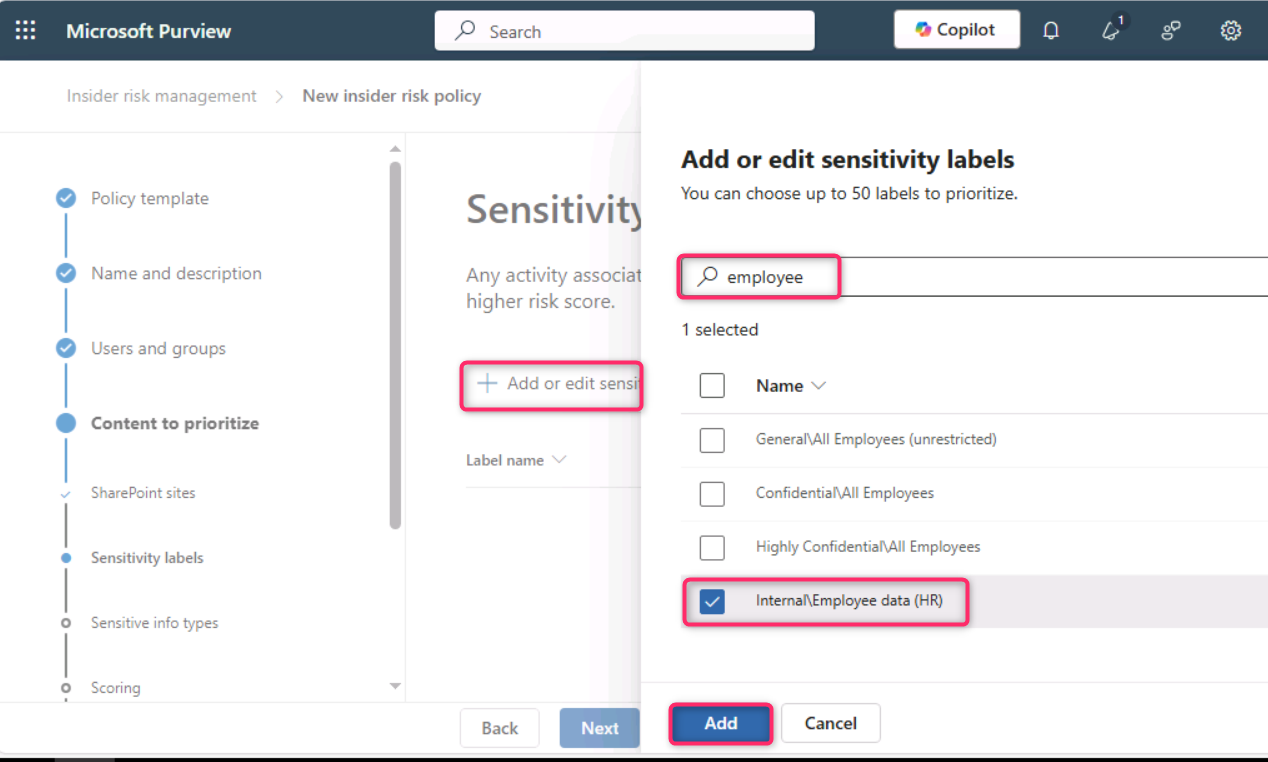 Microsoft Purview
Search
Copilot
1
Insider risk management > New insider risk policy
Policy template
Name and description
Users and groups
Content to prioritize
SharePoint sites
Sensitivity labels
Sensitive info types
Scoring
Sensitivity
Any activity associat
higher risk score.
+ Add or edit sensi
Label name
Back
Next
Add or edit sensitivity labels
You can choose up to 50 labels to prioritize.
employee
1 selected
Name
General\All Employees (unrestricted)
Confidential\All Employees
Highly Confidential\All Employees
Internal\Employee data (HR)
Add
Cancel